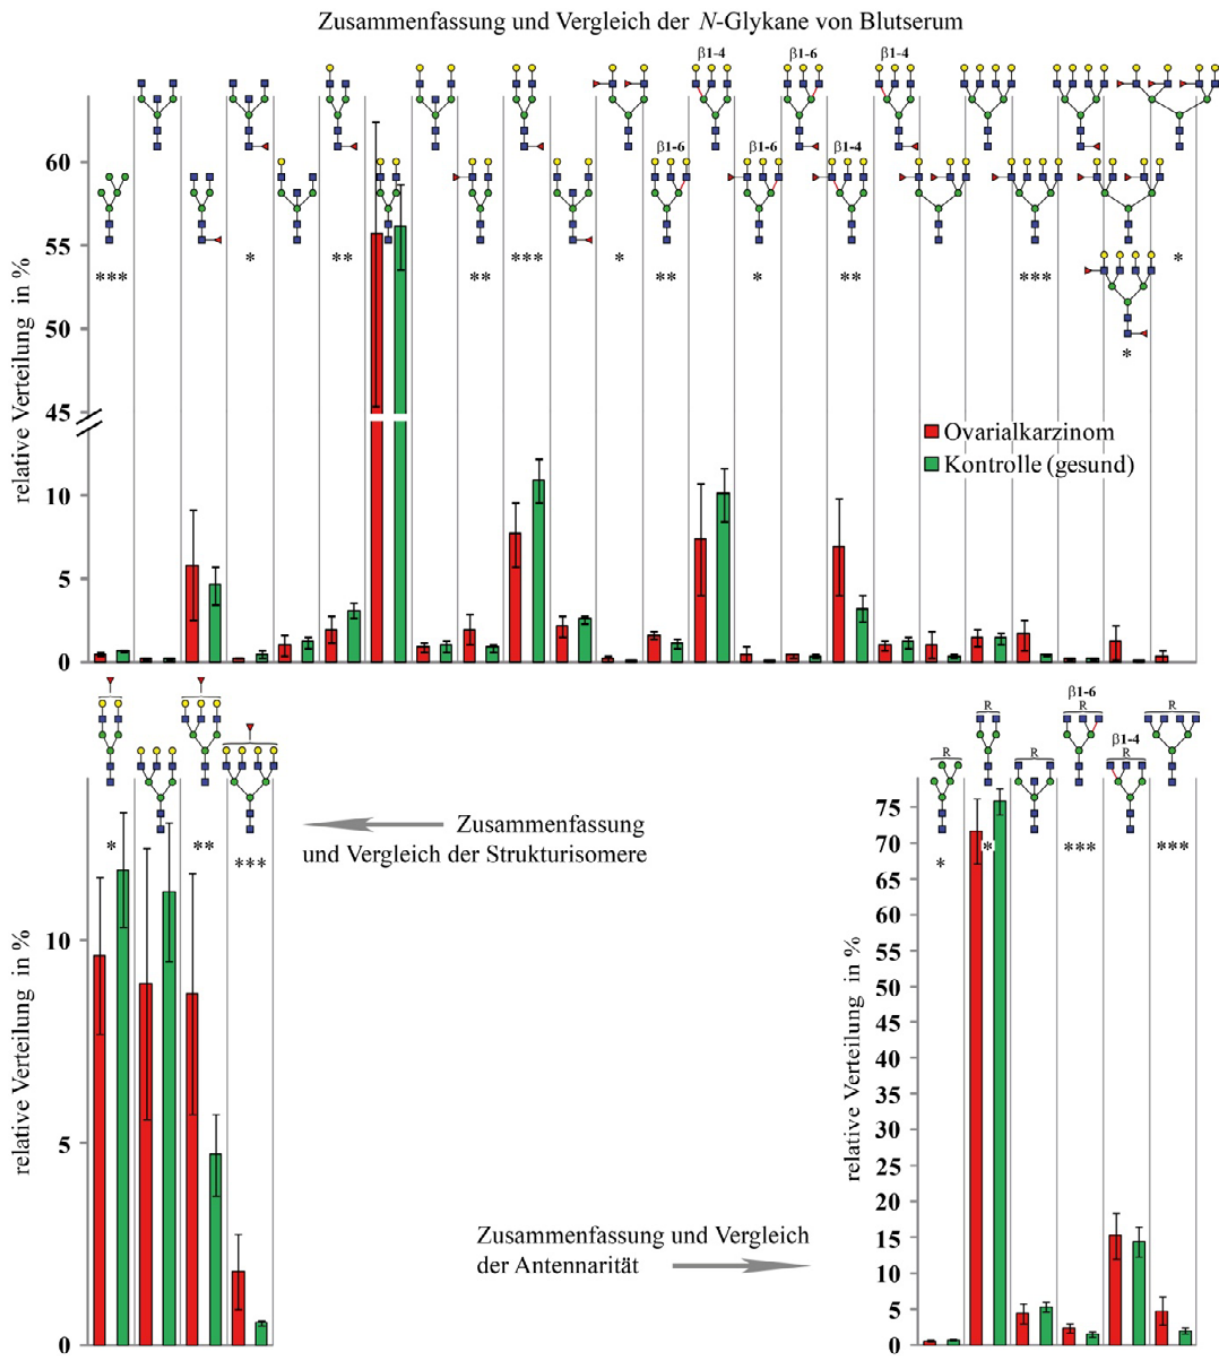 Zusammenfassung und Vergleich der N-Glykane von Blutserum
β1-4 β1-6 β1-4
60 β1-6 β1-6 β1-4
55
*** * ** ** *** * ** * ** *** *
50
*
45
relative Verteilung in %
Ovarialkarzinom
Kontrolle (gesund)
10
5
0
* ** ***
10
5
0
relative Verteilung in %
Zusammenfassung
und Vergleich der Strukturisomere
Zusammenfassung und Vergleich
der Antennarität
β1-6
R R R R R R
β1-4
* * *** ***
75
70
65
60
55
50
45
40
35
30
25
20
15
10
5
0
relative Verteilung in %